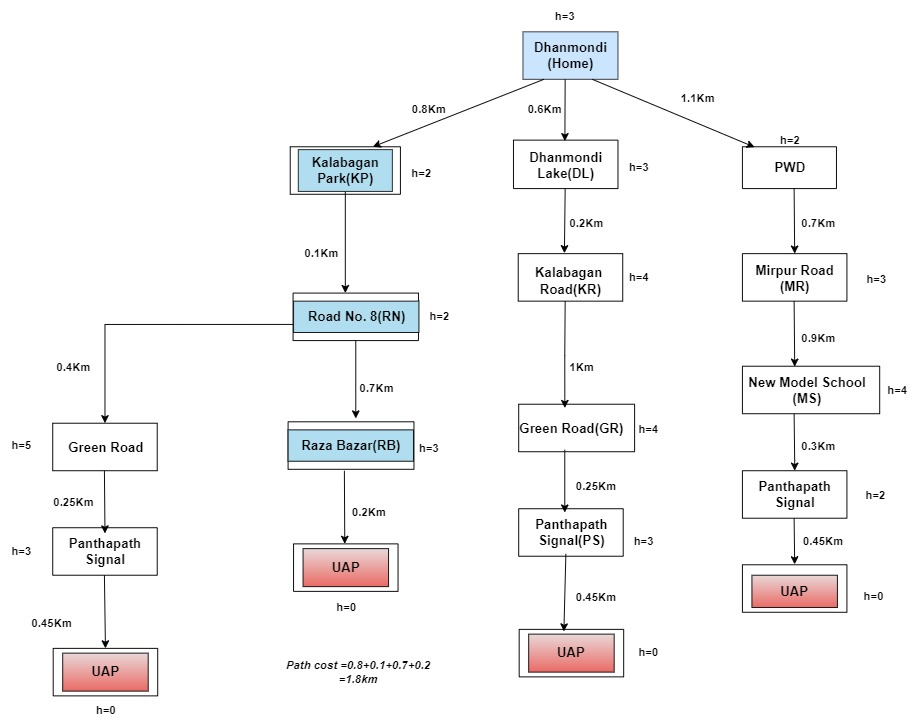 h=3
Dhanmondi
(Home)
0.8Km
0.6Km
1.1Km
Kalabagan
Park(KP)
h=2
Dhanmondi
Lake(DL)
h=3
h=2
PWD
0.1Km
0.2Km
0.7Km
Kalabagan
Road(KR)
h=4
Mirpur Road
(MR)
h=3
Road No. 8(RN)
h=2
0.4Km
0.7Km
1Km
0.9Km
New Model School
(MS)
h=4
h=5
Green Road
Raza Bazar(RB)
h=3
Green Road(GR)
h=4
0.3Km
0.25Km
0.2Km
0.25Km
Panthapath
Signal
h=2
h=3
Panthapath
Signal
UAP
h=0
Panthapath
Signal(PS)
h=3
0.45Km
0.45Km
0.45Km
UAP
h=0
UAP
h=0
UAP
h=0
Path cost =0.8+0.1+0.7+0.2
=1.8km